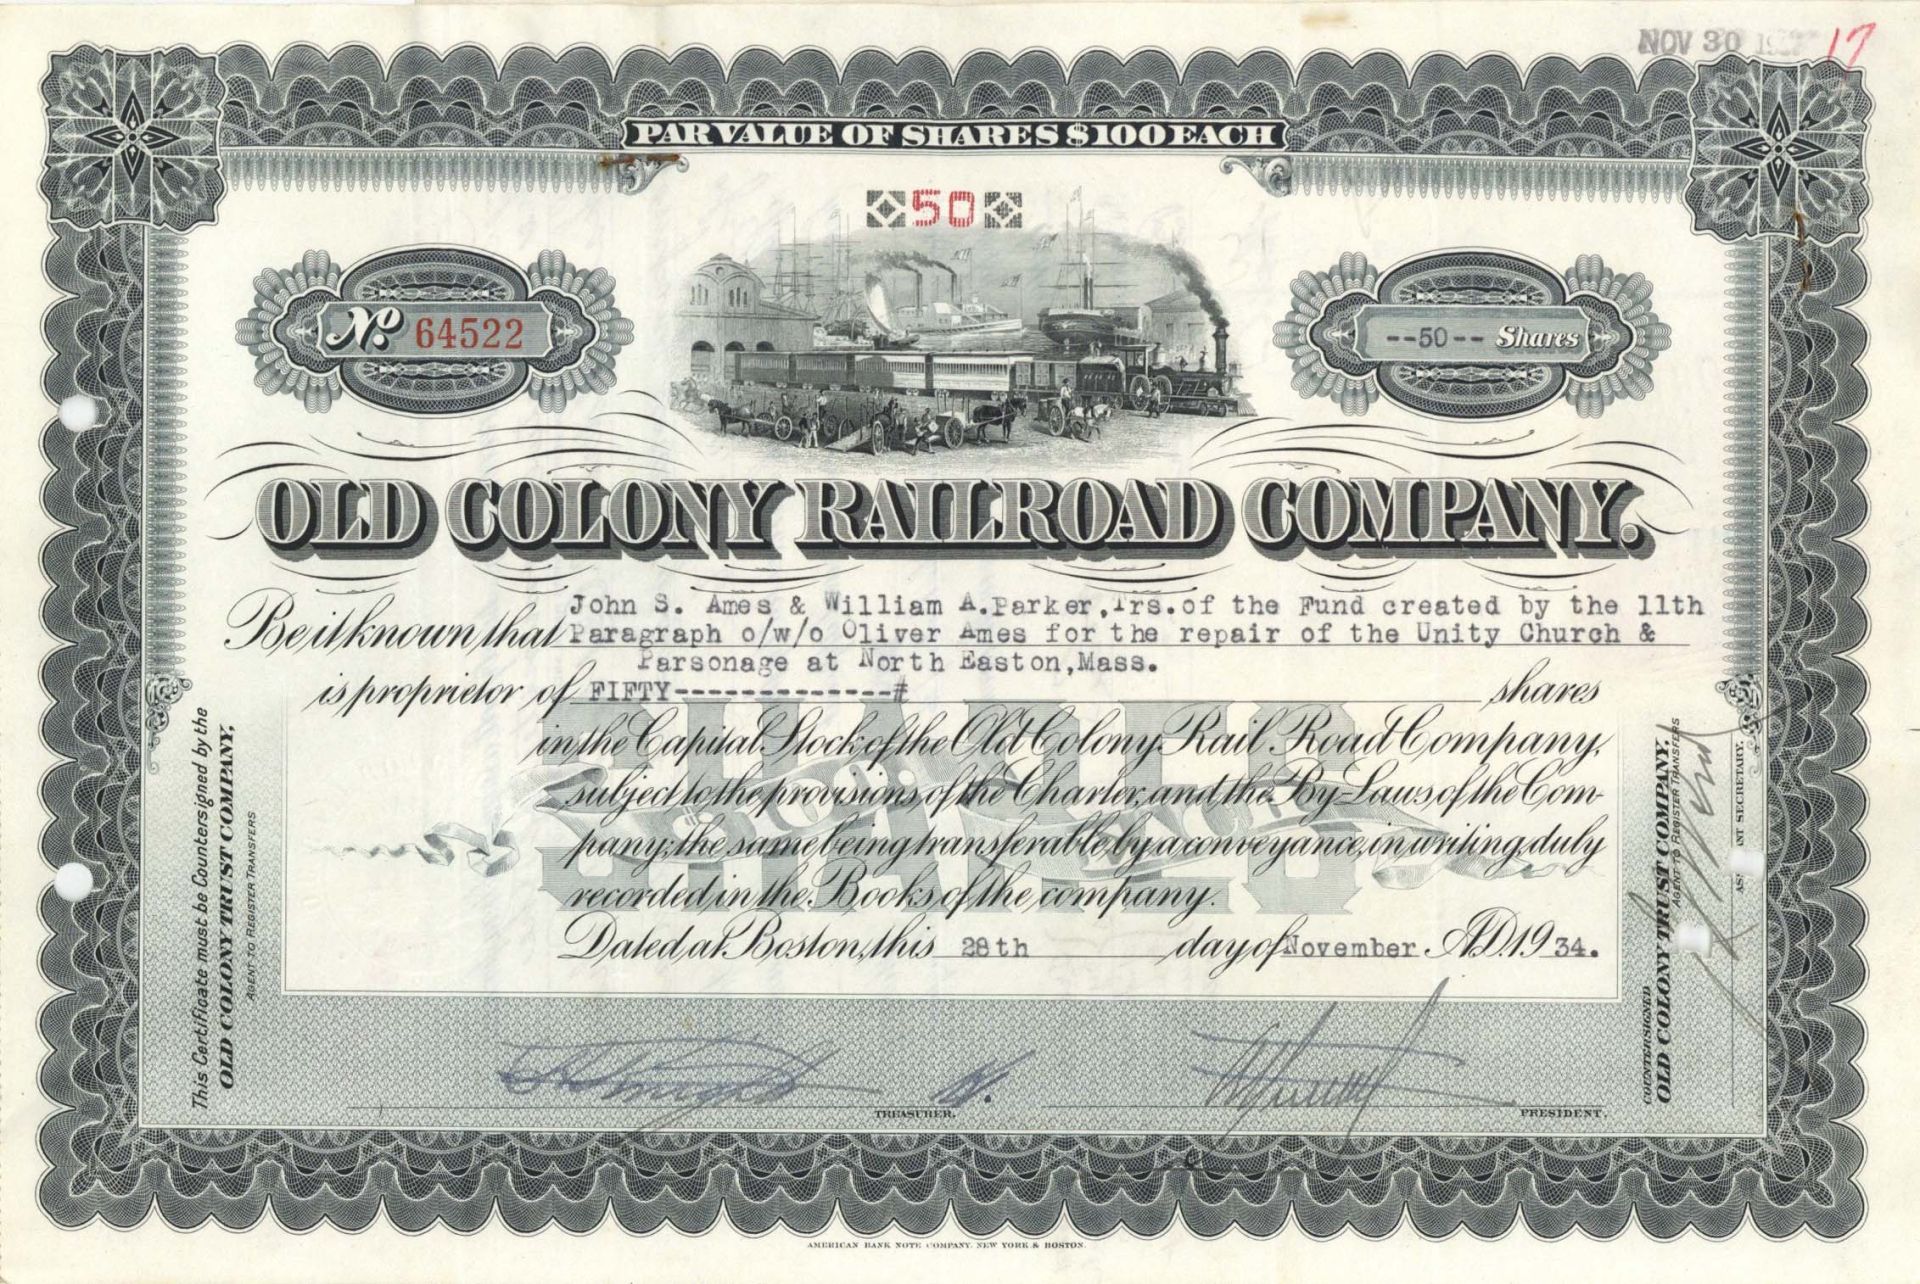 NOV 30 17
PAR VALUE OF SHARES $100 EACH
50
No. 64522
--50-- Shares
OLD COLONY RAILROAD COMPANY.
Be it known that John S. Ames & William A.Parker,Trs.of the Fund created by the 11th
Paragraph o/w/o Oliver Ames for the repair of the Unity Church &
Parsonage at North Easton,Mass.
is proprietor of FIFTY-------------# shares
in the Capital Stock of the Old Colony Rail Road Company,
subject to the provisions of the Charter, and the By-Laws of the Com-
pany; the same being transferable by a conveyance, in writing duly
recorded in the Books of the company.
Dated at Boston, this 28th day of November A.D. 1934.
TREASURER.
PRESIDENT.
This Certificate must be Countersigned by the
OLD COLONY TRUST COMPANY,
AGENT TO REGISTER TRANSFERS
COUNTERSIGNED
OLD COLONY TRUST COMPANY,
AGENT TO REGISTER TRANSFERS
SECRETARY.
SHARES
AMERICAN BANK NOTE COMPANY. NEW YORK & BOSTON.